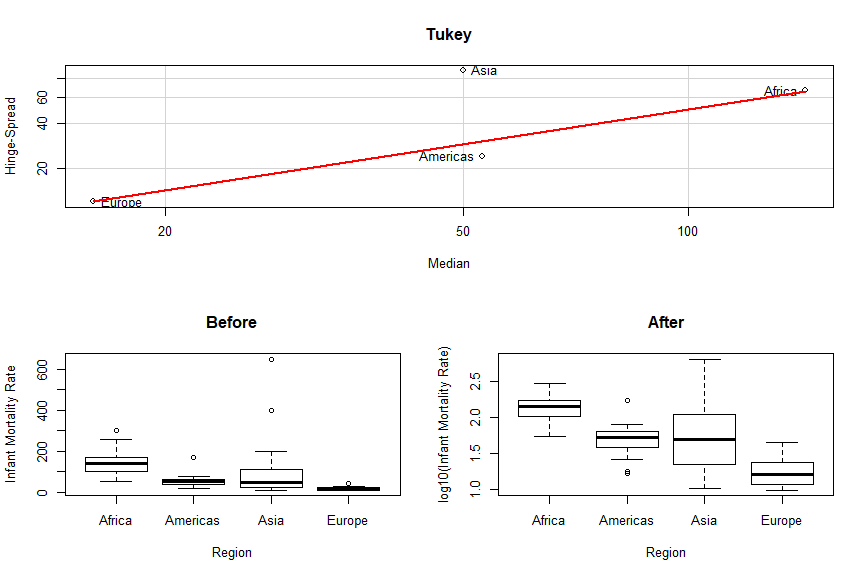 Tukey
Hinge-Spread
60
40
20
Asia
Africa
Americas
Europe
20 50 100
Median
Before
Infant Mortality Rate
600
400
200
0
Africa Americas Asia Europe
Region
After
log10(Infant Mortality Rate)
2.5
2.0
1.5
1.0
Africa Americas Asia Europe
Region